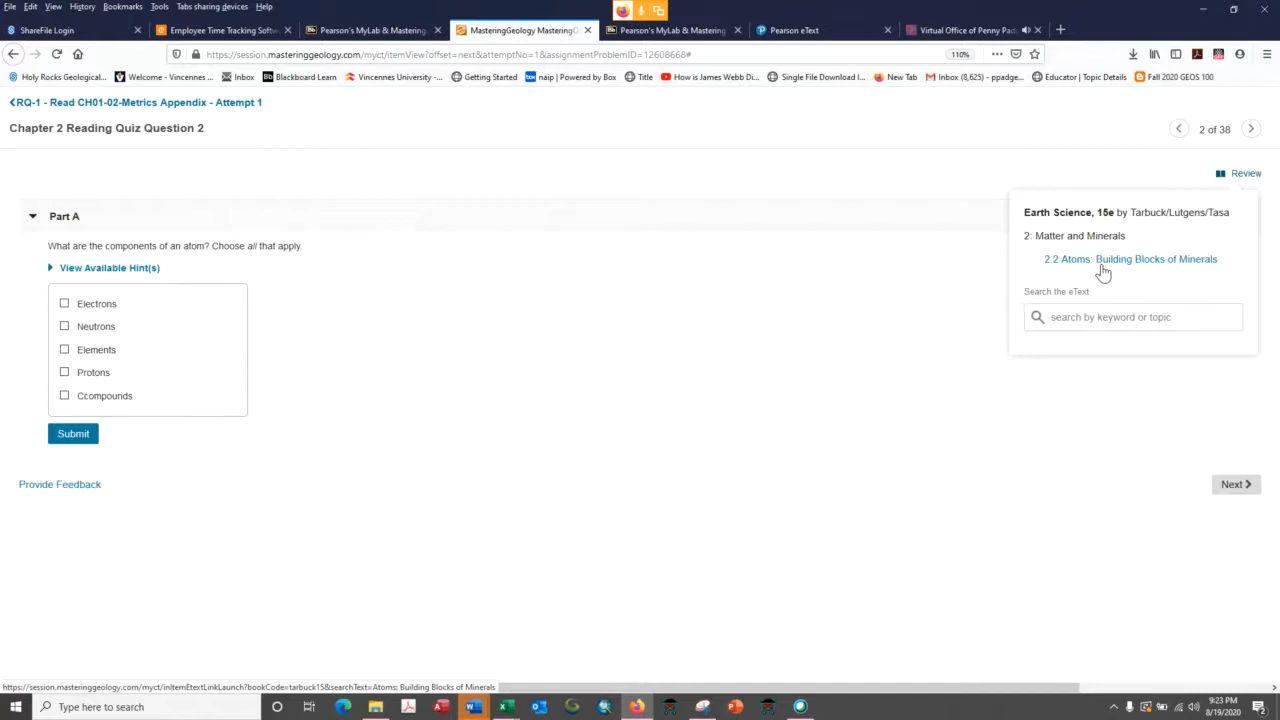 File Edit View History Bookmarks Tools Tabs sharing devices Help
ShareFile Login
Employee Time Tracking Softw
Pearson's MyLab & Mastering
MasteringGeology MasteringG
Pearson's MyLab & Mastering
Pearson eText
Virtual Office of Penny Pad
https://session.masteringgeology.com/myct/itemView?offset=next&attemptNo=1&assignmentProblemID=12608668#
110%
Holy Rocks Geological...
Welcome - Vincennes ...
Inbox
Blackboard Learn
Vincennes University -...
Getting Started
naip | Powered by Box
Title
How is James Webb Di...
Single File Download I...
New Tab
Inbox (8,625) - ppadge...
Educator | Topic Details
Fall 2020 GEOS 100
RQ-1 - Read CH01-02-Metrics Appendix - Attempt 1
Chapter 2 Reading Quiz Question 2
2 of 38
Review
Part A
Earth Science, 15e by Tarbuck/Lutgens/Tasa
2: Matter and Minerals
2.2 Atoms: Building Blocks of Minerals
Search the eText
search by keyword or topic
What are the components of an atom? Choose all that apply.
View Available Hint(s)
Electrons
Neutrons
Elements
Protons
Ccompounds
Submit
Provide Feedback
Next
https://session.masteringgeology.com/myct/inItemEtextLinkLaunch?bookCode=tarbuck15&searchText=Atoms: Building Blocks of Minerals
Type here to search
9:23 PM
8/19/2020
2